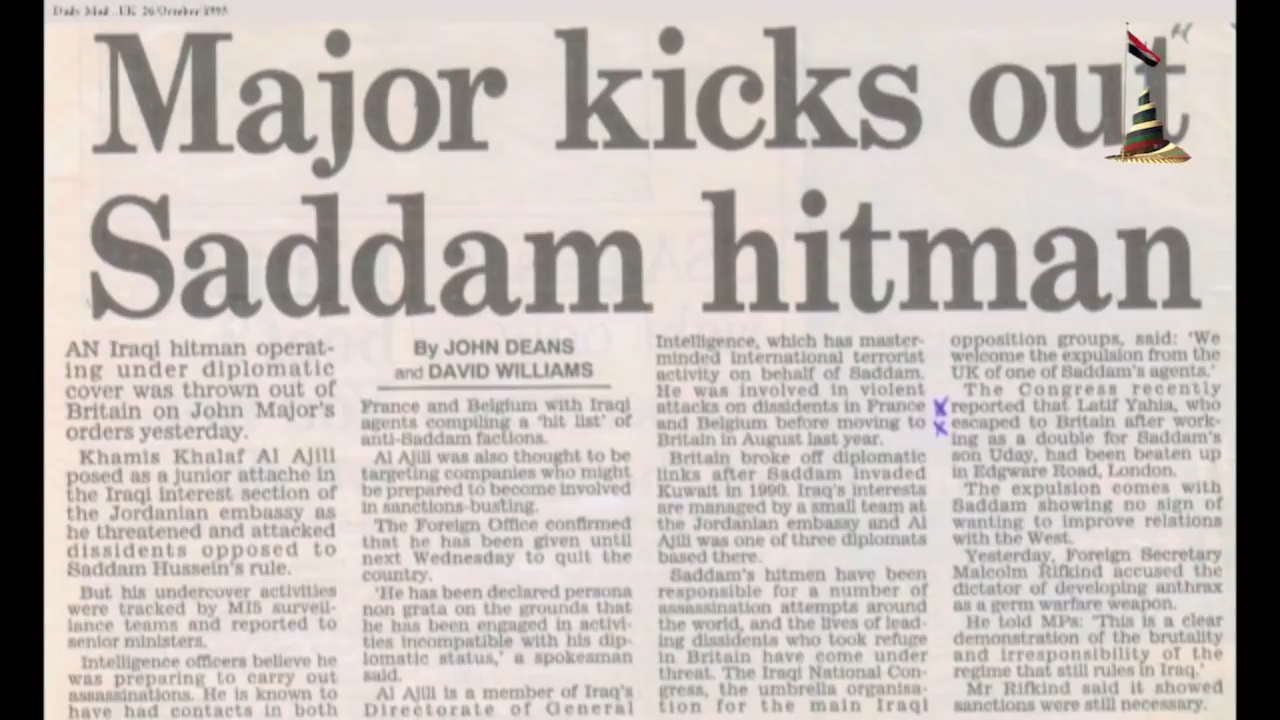 Daily Mail UK 26 October 1995
Major kicks out
Saddam hitman
AN Iraqi hitman operat-
ing under diplomatic
cover was thrown out of
Britain on John Major's
orders yesterday.
Khamis Khalaf Al Ajili
posed as a junior attache in
the Iraqi interest section of
the Jordanian embassy as
he threatened and attacked
dissidents opposed to
Saddam Hussein's rule.
But his undercover activities
were tracked by MI5 surveil-
lance teams and reported to
senior ministers.
Intelligence officers believe he
was preparing to carry out
assassinations. He is known to
have had contacts in both
By JOHN DEANS
and DAVID WILLIAMS
France and Belgium with Iraqi
agents compiling a 'hit list' of
anti-Saddam factions.
Al Ajili was also thought to be
targeting companies who might
be prepared to become involved
in sanctions-busting.
The Foreign Office confirmed
that he has been given until
next Wednesday to quit the
country.
'He has been declared persona
non grata on the grounds that
he has been engaged in activi-
ties incompatible with his dip-
lomatic status,' a spokesman
said.
Al Ajili is a member of Iraq's
Directorate of General
Intelligence, which has master-
minded international terrorist
activity on behalf of Saddam.
He was involved in violent
attacks on dissidents in France
and Belgium before moving to
Britain in August last year.
Britain broke off diplomatic
links after Saddam invaded
Kuwait in 1990. Iraq's interests
are managed by a small team at
the Jordanian embassy and Al
Ajili was one of three diplomats
based there.
Saddam's hitmen have been
responsible for a number of
assassination attempts around
the world, and the lives of lead-
ing dissidents who took refuge
in Britain have come under
threat. The Iraqi National Con-
gress, the umbrella organisa-
tion for the main Iraqi
opposition groups, said: 'We
welcome the expulsion from the
UK of one of Saddam's agents.'
The Congress recently
reported that Latif Yahia, who
escaped to Britain after work-
ing as a double for Saddam's
son Uday, had been beaten up
in Edgware Road, London.
The expulsion comes with
Saddam showing no sign of
wanting to improve relations
with the West.
Yesterday, Foreign Secretary
Malcolm Rifkind accused the
dictator of developing anthrax
as a germ warfare weapon.
He told MPs: 'This is a clear
demonstration of the brutality
and irresponsibility of the
regime that still rules in Iraq.'
Mr Rifkind said it showed
sanctions were still necessary.